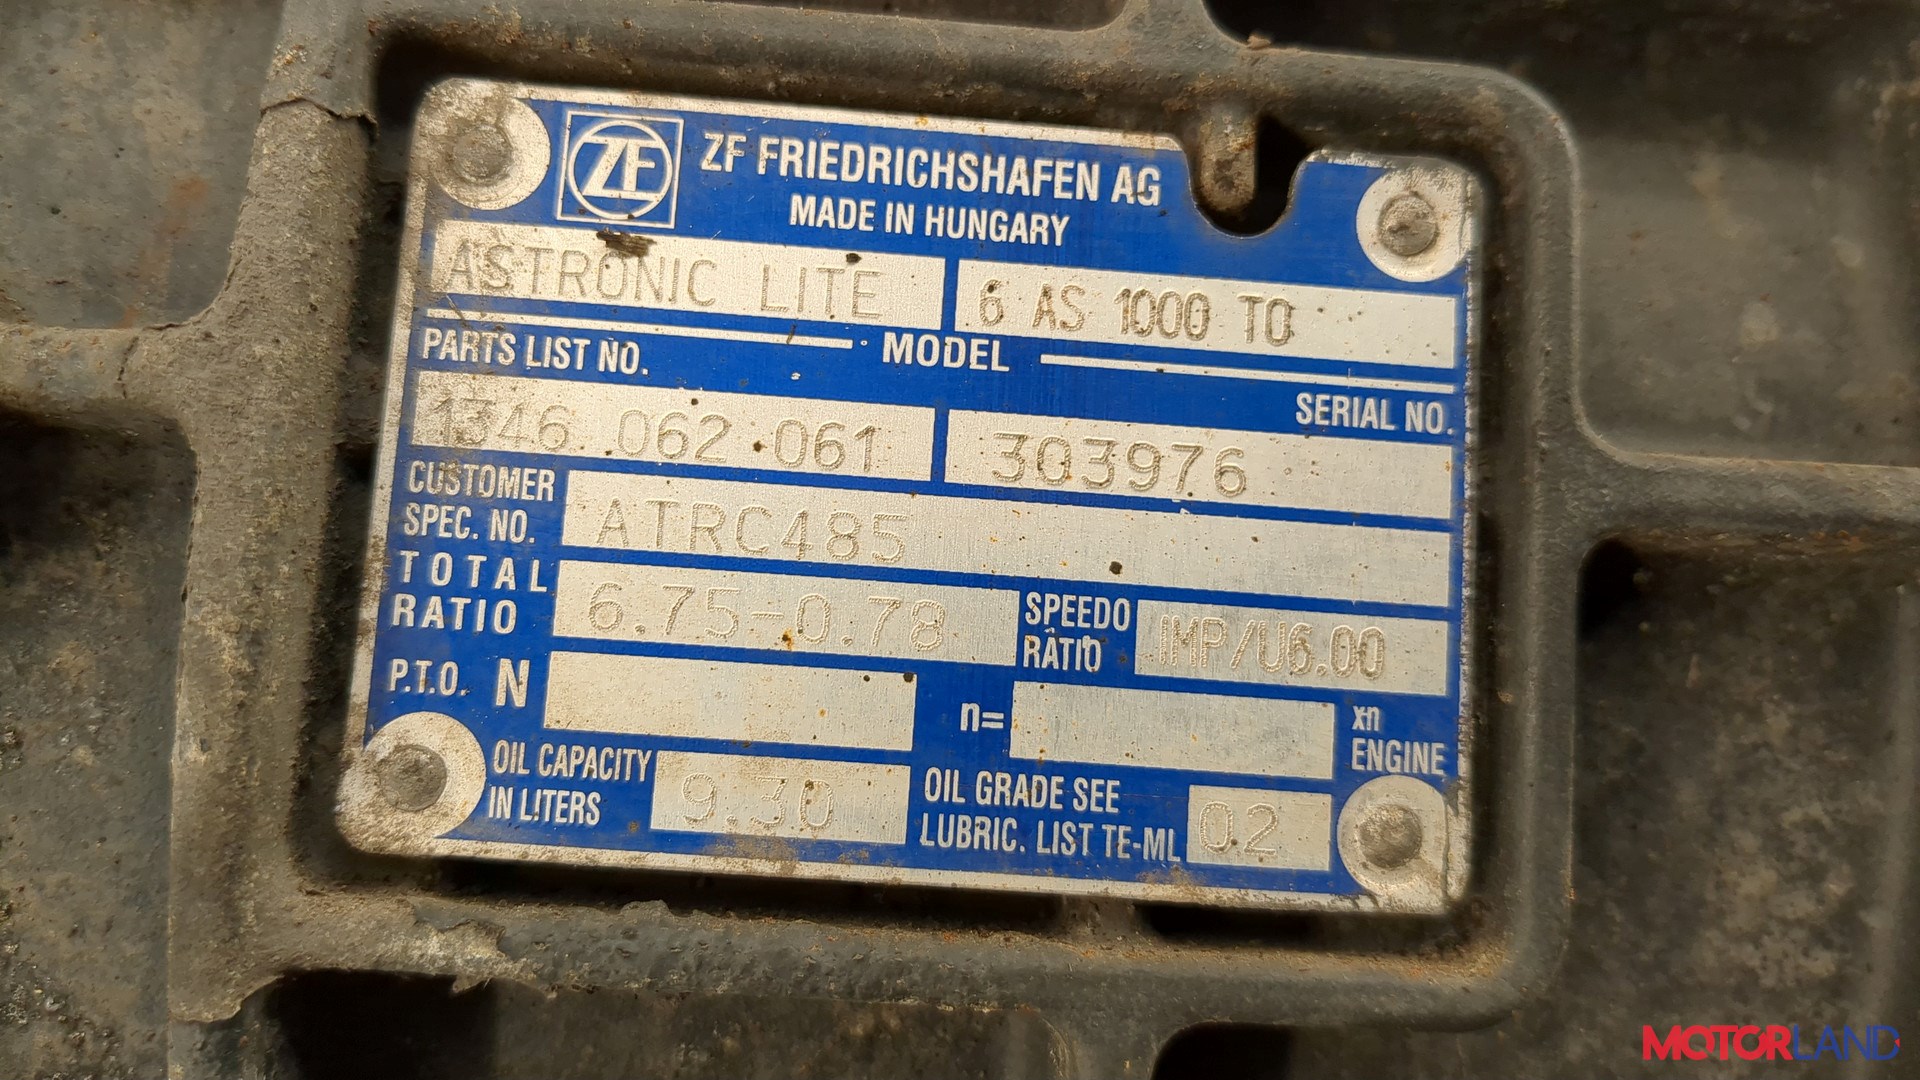 ZF
ZF FRIEDRICHSHAFEN AG
MADE IN HUNGARY
ASTRONIC LITE 6 AS 1000 TO
PARTS LIST NO. MODEL
SERIAL NO.
1346 062 061 303976
CUSTOMER
SPEC. NO. ATRC485
TOTAL
RATIO 6.75-0.78 SPEEDO
RATIO IMP/U6.00
P.T.O. N n= xn
ENGINE
OIL CAPACITY
IN LITERS 9.30 OIL GRADE SEE
LUBRIC. LIST TE-ML 02
MOTORLAND